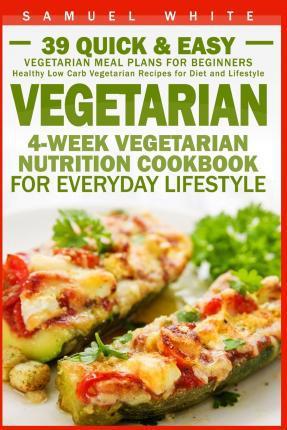 SAMUEL WHITE
39 QUICK & EASY
VEGETARIAN MEAL PLANS FOR BEGINNERS
Healthy Low Carb Vegetarian Recipes for Diet and Lifestyle
VEGETARIAN
4-WEEK VEGETARIAN
NUTRITION COOKBOOK
FOR EVERYDAY LIFESTYLE